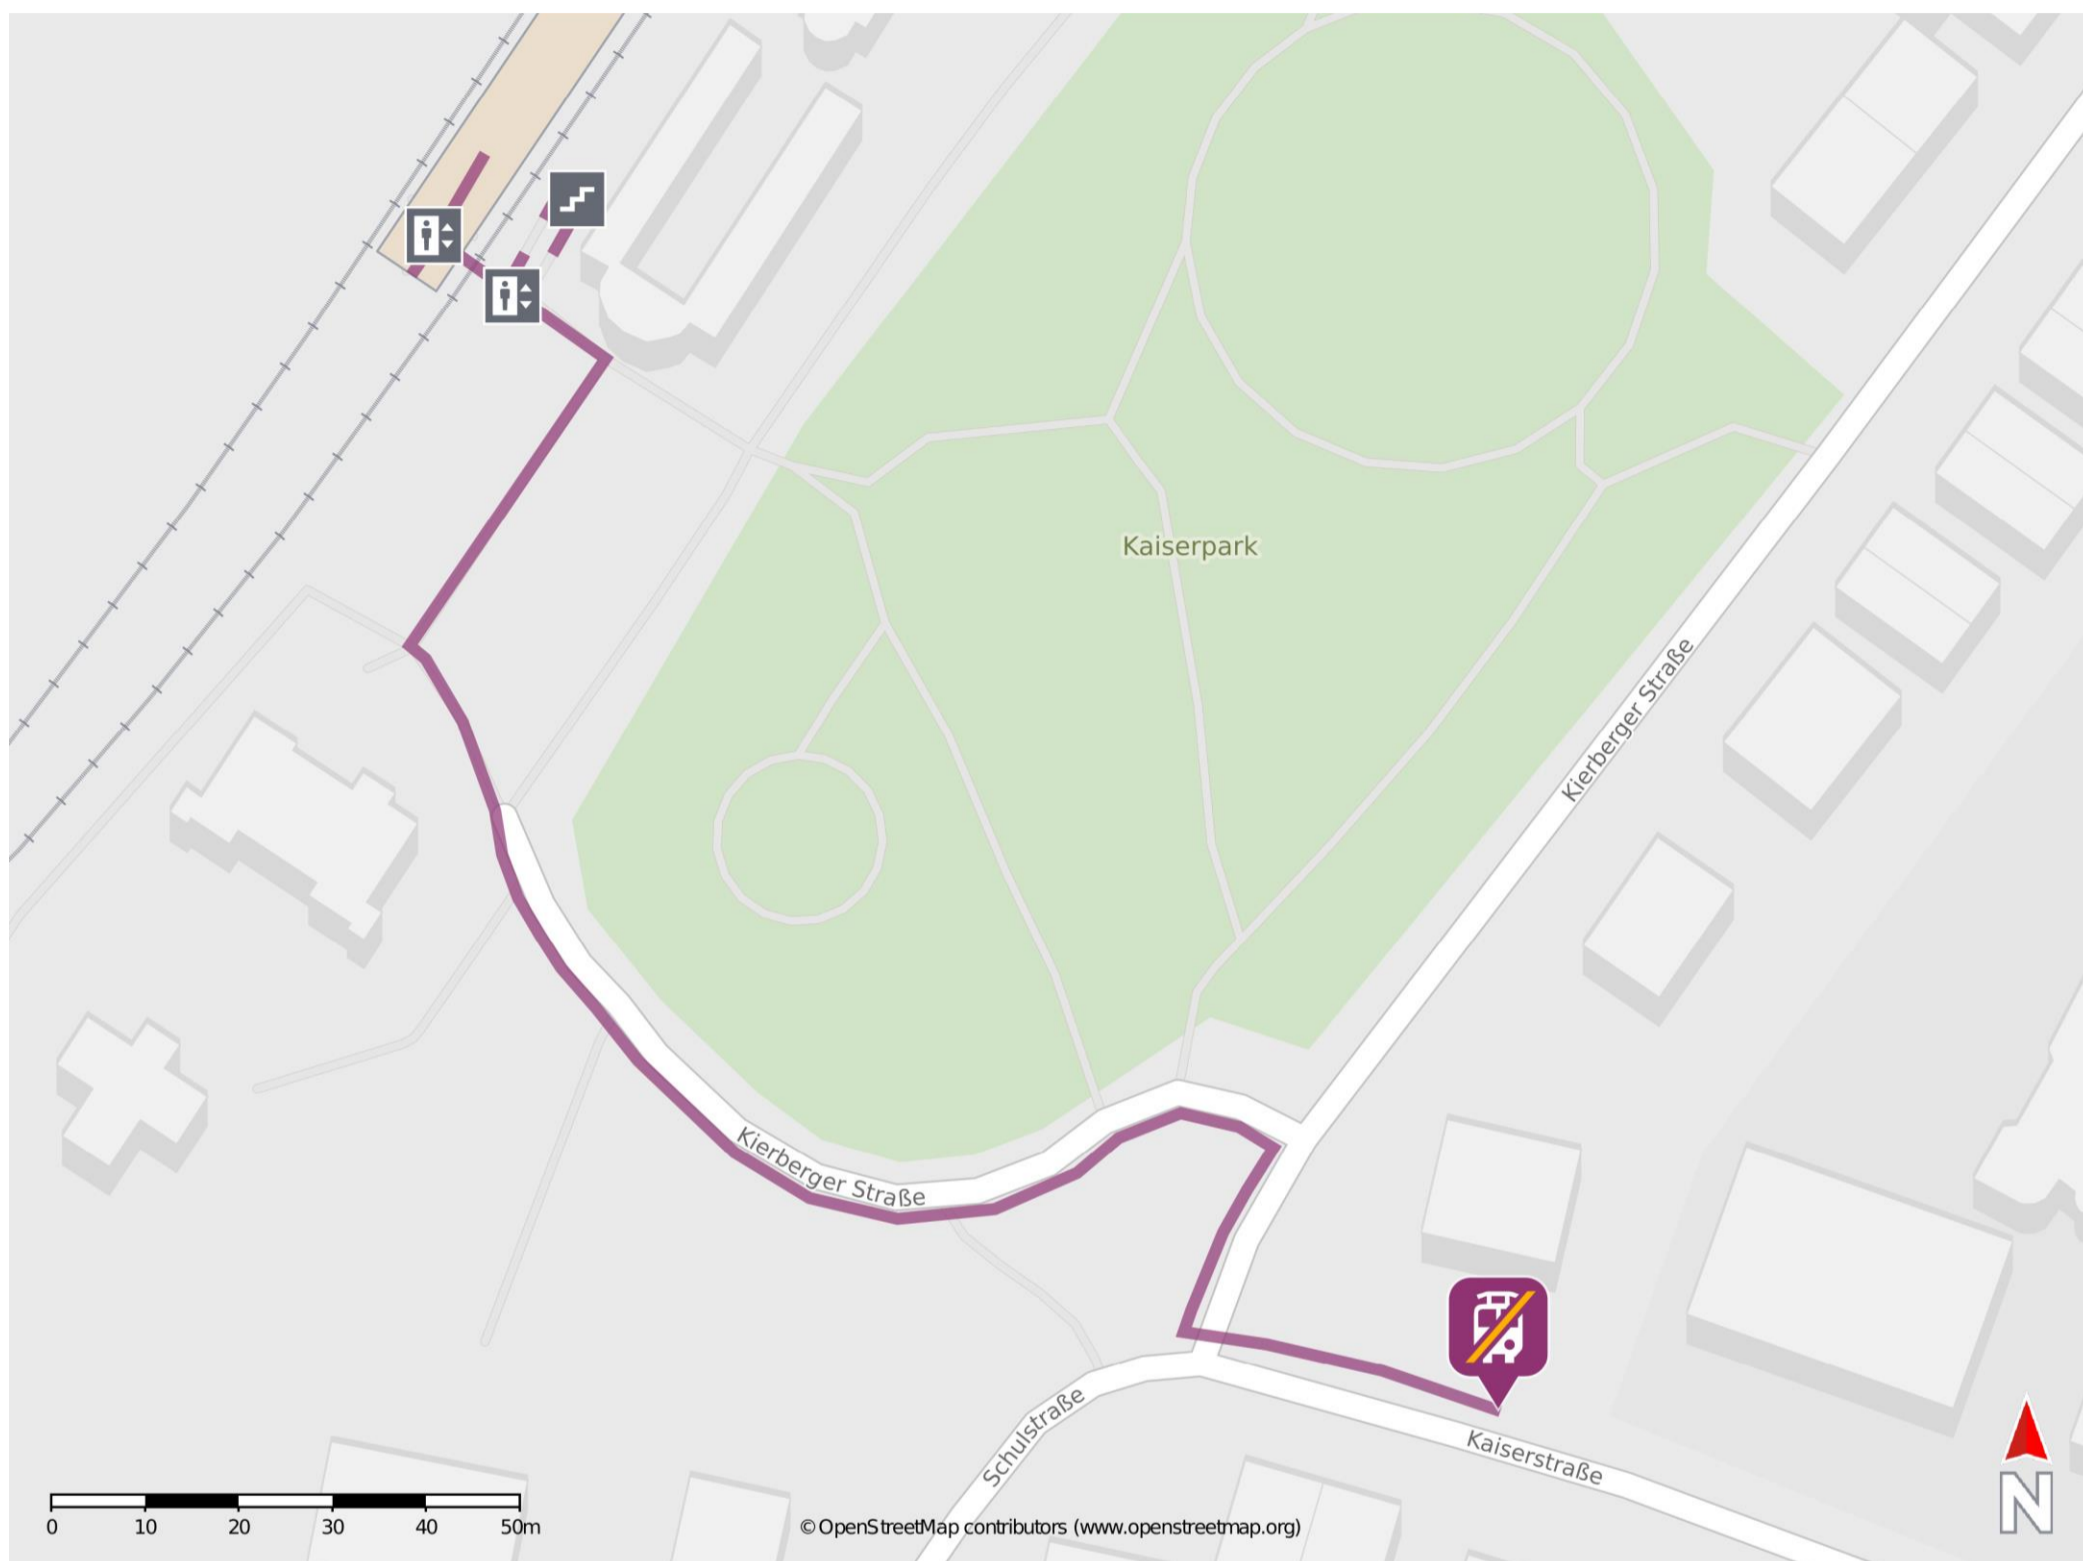 Kaiserpark
Kierberger Straße
Kierberger Straße
Schulstraße
Kaiserstraße
0 10 20 30 40 50m
© OpenStreetMap contributors (www.openstreetmap.org)
N